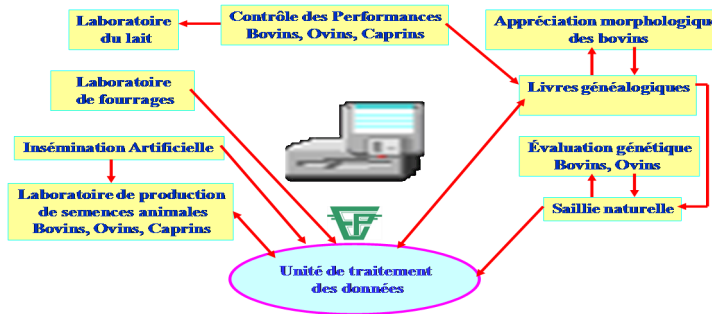 Laboratoire
du lait
Contrôle des Performances
Bovins, Ovins, Caprins
Appréciation morphologique
des bovins
Laboratoire
de fourrages
Livres généalogiques
Insémination Artificielle
Évaluation génétique
Bovins, Ovins
Laboratoire de production
de semences animales
Bovins, Ovins, Caprins
Saillie naturelle
Unité de traitement
des données